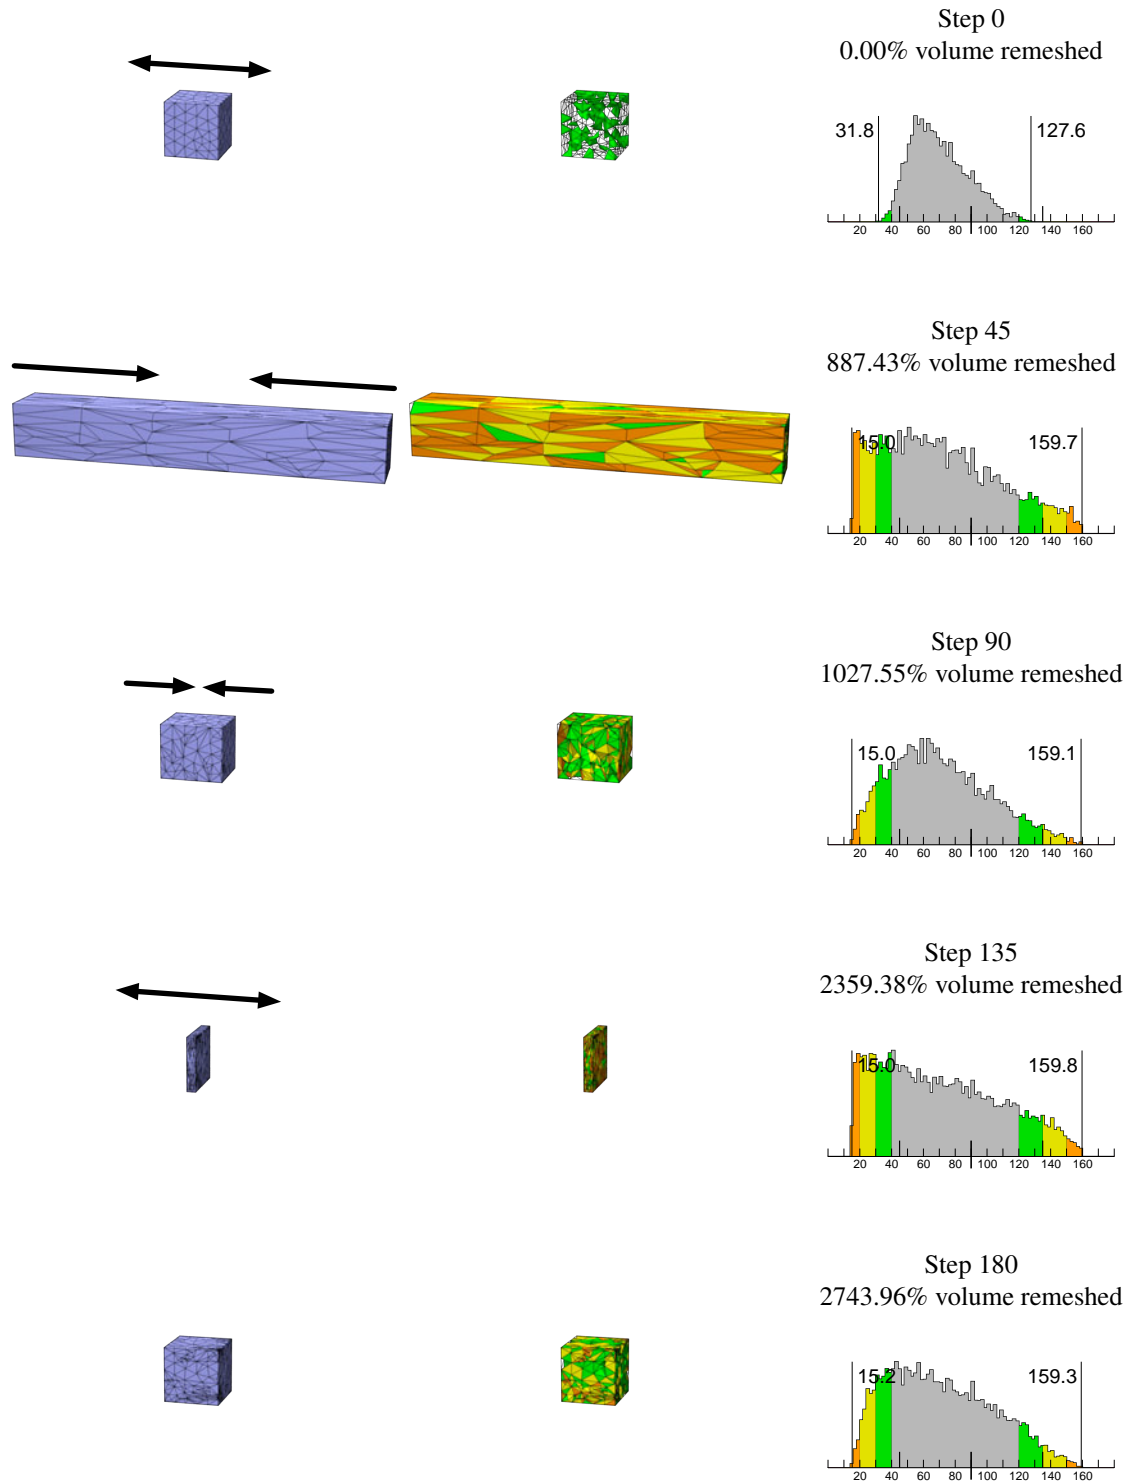 Step 0
0.00% volume remeshed
31.8 127.6
20 40 60 80 100 120 140 160
Step 45
887.43% volume remeshed
15.0 159.7
20 40 60 80 100 120 140 160
Step 90
1027.55% volume remeshed
15.0 159.1
20 40 60 80 100 120 140 160
Step 135
2359.38% volume remeshed
15.0 159.8
20 40 60 80 100 120 140 160
Step 180
2743.96% volume remeshed
15.2 159.3
20 40 60 80 100 120 140 160